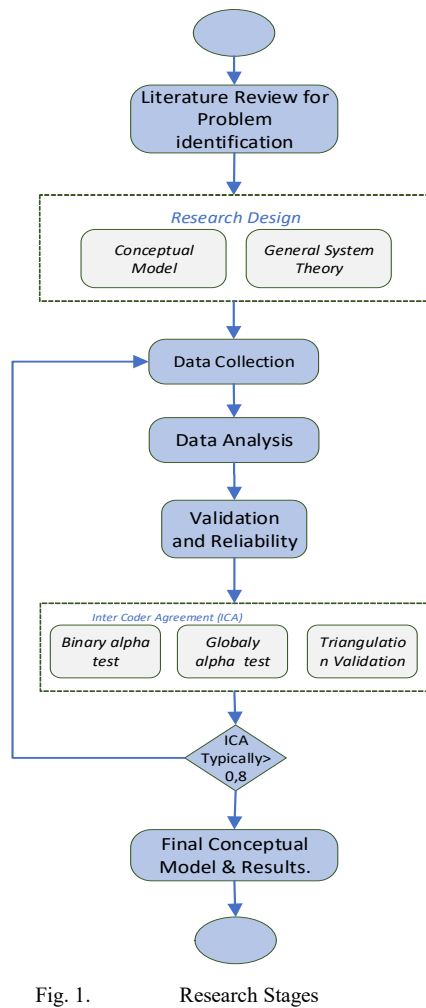 Literature Review for
Problem
identification
Research Design
Conceptual
Model
General System
Theory
Data Collection
Data Analysis
Validation
and Reliability
Inter Coder Agreement (ICA)
Binary alpha
test
Globaly
alpha test
Triangulatio
n Validation
ICA
Typically>
0,8
Final Conceptual
Model & Results.
Fig. 1. Research Stages